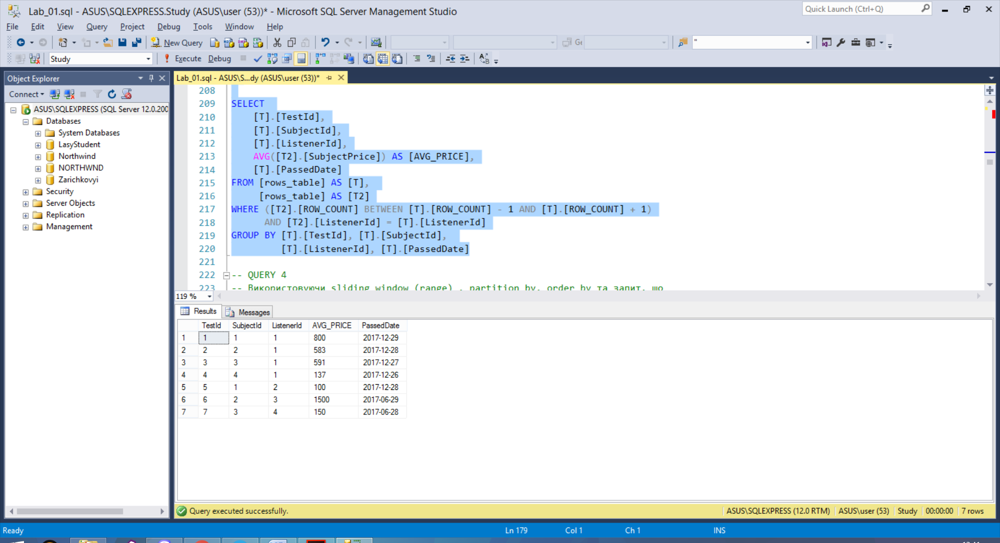 Lab_01.sql - ASUS\SQLEXPRESS.Study (ASUS\user (53))* - Microsoft SQL Server Management Studio
Quick Launch (Ctrl+Q)
File Edit View Query Project Debug Tools Window Help
New Query
"
Study
Execute Debug
Object Explorer
Connect
ASUS\SQLEXPRESS (SQL Server 12.0.200
Databases
System Databases
LasyStudent
Northwind
NORTHWND
Zarichkovyi
Security
Server Objects
Replication
Management
Lab_01.sql - ASUS\S...dy (ASUS\user (53))*
208
209 SELECT
210 [T].[TestId],
211 [T].[SubjectId],
212 [T].[ListenerId],
213 AVG([T2].[SubjectPrice]) AS [AVG_PRICE],
214 [T].[PassedDate]
215 FROM [rows_table] AS [T],
216 [rows_table] AS [T2]
217 WHERE ([T2].[ROW_COUNT] BETWEEN [T].[ROW_COUNT] - 1 AND [T].[ROW_COUNT] + 1)
218 AND [T2].[ListenerId] = [T].[ListenerId]
219 GROUP BY [T].[TestId], [T].[SubjectId],
220 [T].[ListenerId], [T].[PassedDate]
221
222 -- QUERY 4
223 -- Використовуючи sliding window (range) , partition by, order by та запит, що
119 %
Results Messages
TestId SubjectId ListenerId AVG_PRICE PassedDate
1 1 1 1 800 2017-12-29
2 2 2 1 583 2017-12-28
3 3 3 1 591 2017-12-27
4 4 4 1 137 2017-12-26
5 5 1 2 100 2017-12-28
6 6 2 3 1500 2017-06-29
7 7 3 4 150 2017-06-28
Query executed successfully.
ASUS\SQLEXPRESS (12.0 RTM) ASUS\user (53) Study 00:00:00 7 rows
Ready Ln 179 Col 1 Ch 1 INS